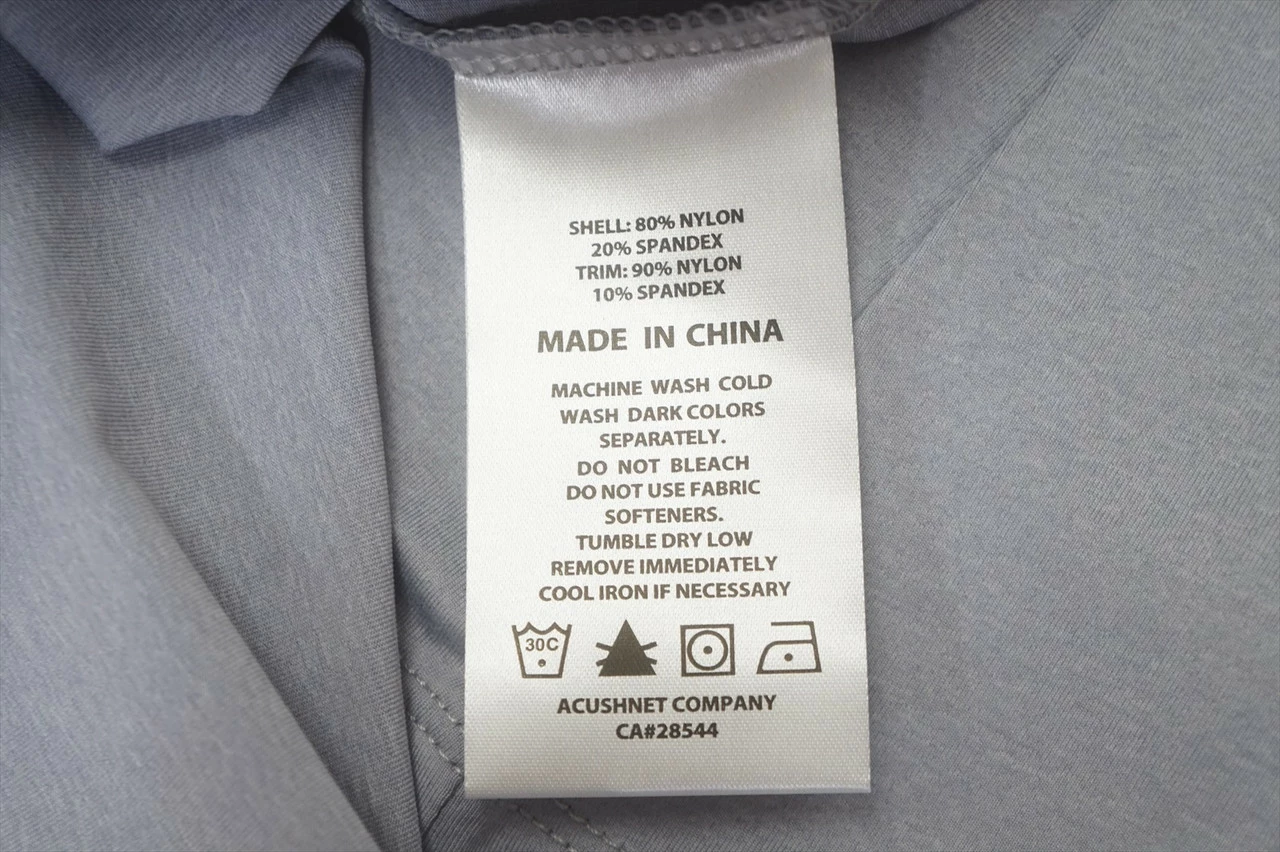 SHELL: 80% NYLON
20% SPANDEX
TRIM: 90% NYLON
10% SPANDEX
MADE IN CHINA
MACHINE WASH COLD
WASH DARK COLORS
SEPARATELY.
DO NOT BLEACH
DO NOT USE FABRIC
SOFTENERS.
TUMBLE DRY LOW
REMOVE IMMEDIATELY
COOL IRON IF NECESSARY
30C
ACUSHNET COMPANY
CA#28544